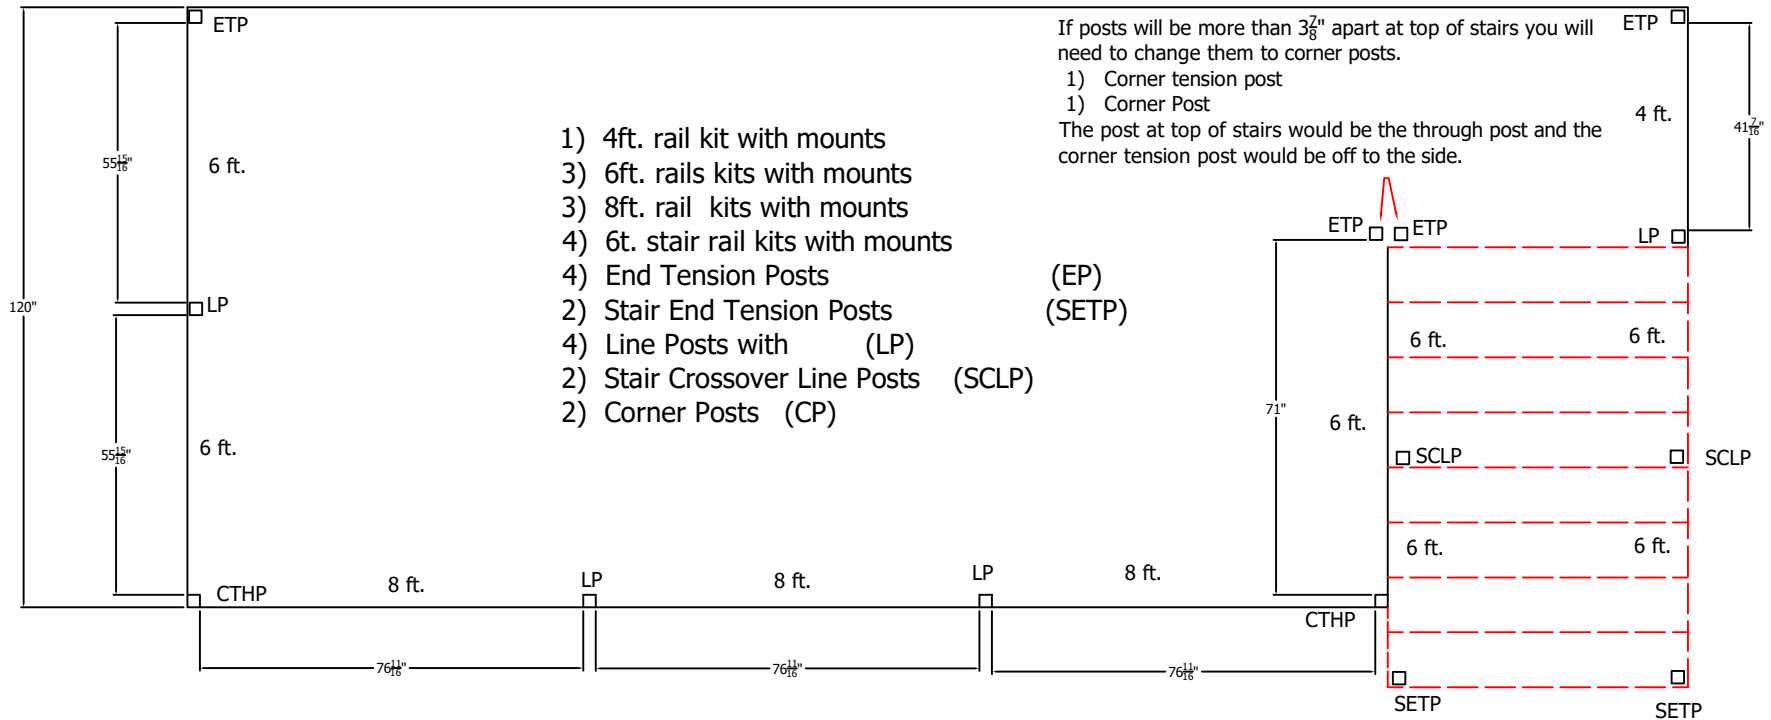 ETP
If posts will be more than 3 7/8" apart at top of stairs you will
need to change them to corner posts.
1) Corner tension post
1) Corner Post
The post at top of stairs would be the through post and the
corner tension post would be off to the side.
ETP
4 ft.
41 7/16"
55 15/16"
6 ft.
1) 4ft. rail kit with mounts
3) 6ft. rails kits with mounts
3) 8ft. rail kits with mounts
4) 6t. stair rail kits with mounts
4) End Tension Posts (EP)
2) Stair End Tension Posts (SETP)
4) Line Posts with (LP)
2) Stair Crossover Line Posts (SCLP)
2) Corner Posts (CP)
ETP
ETP
LP
120"
LP
6 ft.
6 ft.
71"
6 ft.
55 15/16"
6 ft.
SCLP
SCLP
6 ft.
6 ft.
CTHP
8 ft.
LP
8 ft.
LP
8 ft.
CTHP
76 11/16"
76 11/16"
76 11/16"
SETP
SETP